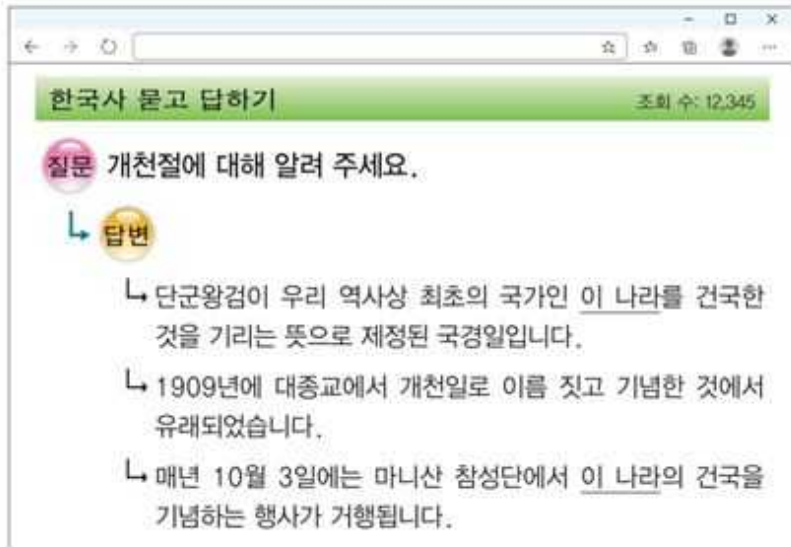 한국사 묻고 답하기
조회 수: 12,345
질문 개천절에 대해 알려 주세요.
답변
단군왕검이 우리 역사상 최초의 국가인 이 나라를 건국한
것을 기리는 뜻으로 제정된 국경일입니다.
1909년에 대종교에서 개천일로 이름 짓고 기념한 것에서
유래되었습니다.
매년 10월 3일에는 마니산 참성단에서 이 나라의 건국을
기념하는 행사가 거행됩니다.